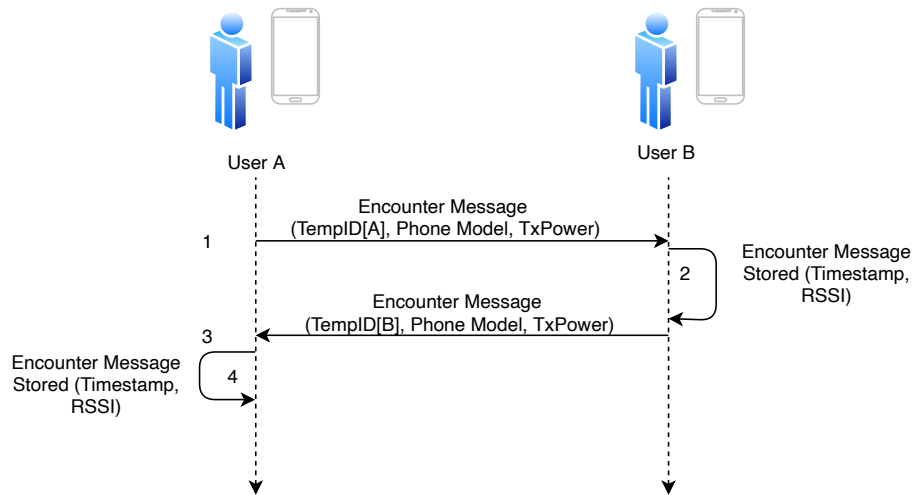 User A
User B
Encounter Message
(TempID[A], Phone Model, TxPower)
1
2
Encounter Message
Stored (Timestamp,
RSSI)
Encounter Message
(TempID[B], Phone Model, TxPower)
3
4
Encounter Message
Stored (Timestamp,
RSSI)